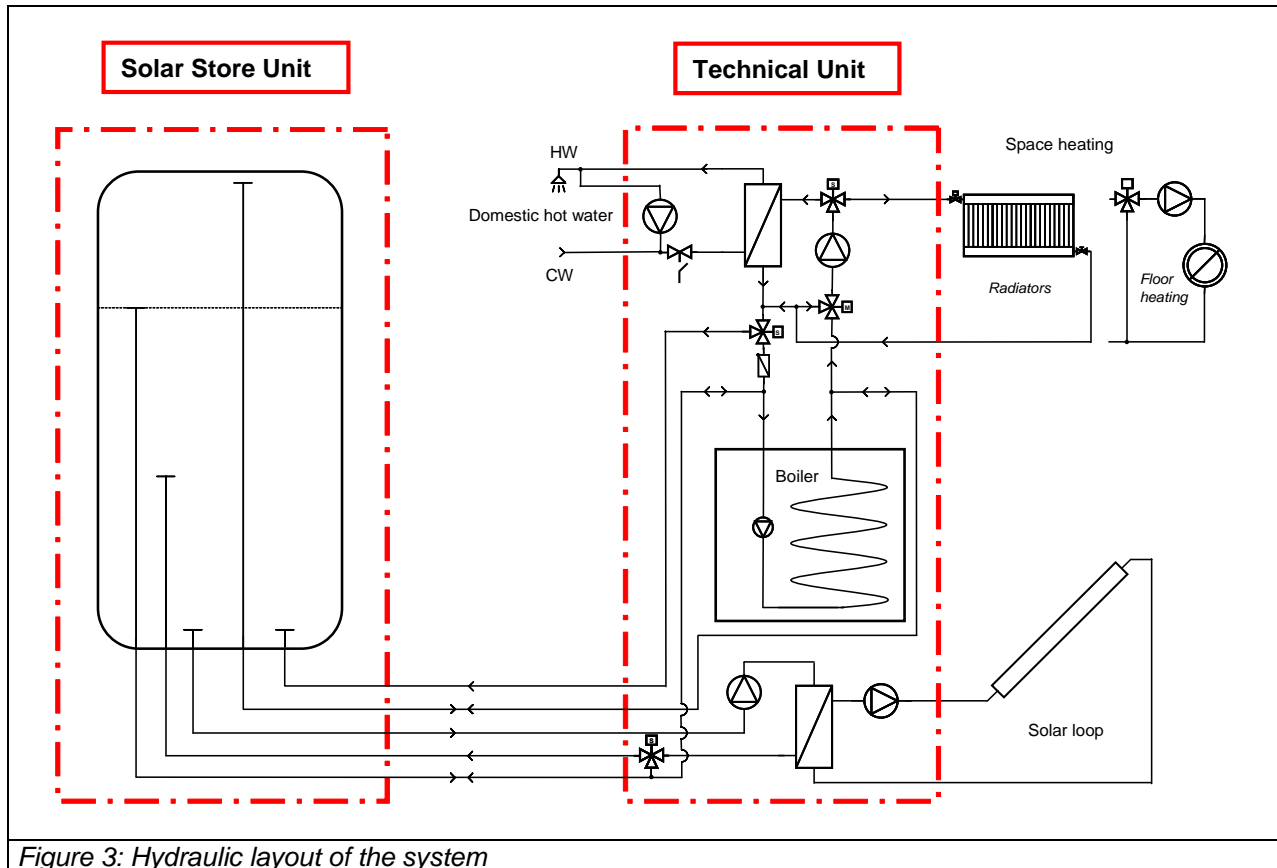 Solar Store Unit
Technical Unit
HW
Domestic hot water
CW
S
Space heating
Radiators
Floor
heating
M
S
Boiler
Solar loop
S
Figure 3: Hydraulic layout of the system